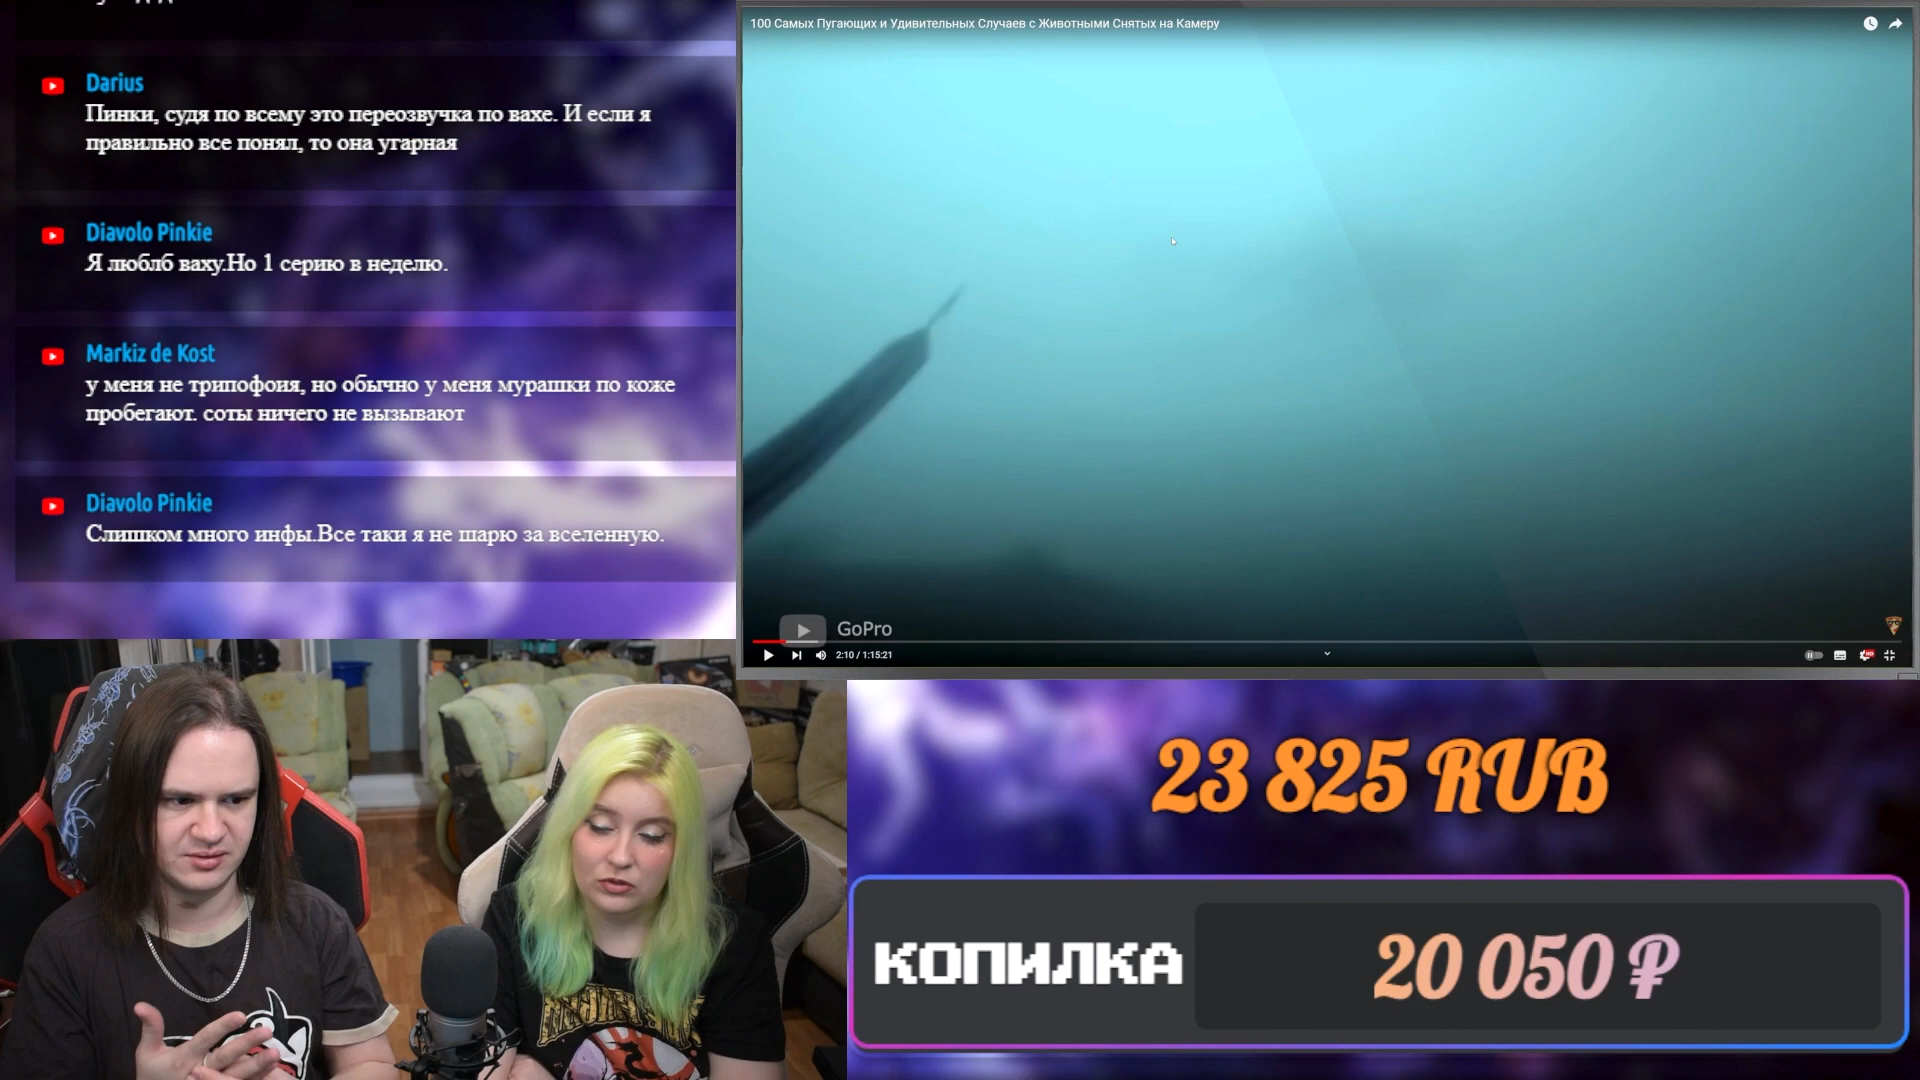 Darius
Пинки, судя по всему это переозвучка по вахе. И если я
правильно все понял, то она угарная
Diavolo Pinkie
Я люблб ваху.Но 1 серию в неделю.
Markiz de Kost
у меня не трипофоия, но обычно у меня мурашки по коже
пробегают. соты ничего не вызывают
Diavolo Pinkie
Слишком много инфы.Все таки я не шарю за вселенную.
100 Самых Пугающих и Удивительных Случаев с Животными Снятых на Камеру
GoPro
2:10 / 1:15:21
HD
23 825 RUB
КОПИЛКА
20 050 ₽